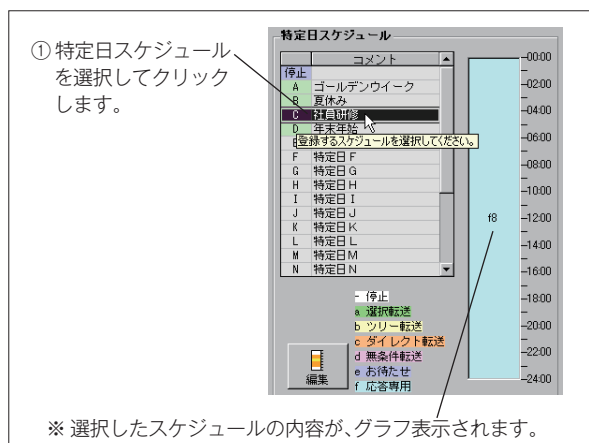 ① 特定日スケジュール
を選択してクリック
します。
特定日スケジュール
コメント
停止
A ゴールデンウイーク
B 夏休み
C 社員研修
D 年末年始
登録するスケジュールを選択してください。
F 特定日F
G 特定日G
H 特定日H
I 特定日I
J 特定日J
K 特定日K
L 特定日L
M 特定日M
N 特定日N
00:00
02:00
04:00
06:00
08:00
10:00
f8
12:00
14:00
16:00
18:00
20:00
22:00
24:00
- 停止
a 選択転送
b ツリー転送
c ダイレクト転送
d 無条件転送
e お待たせ
f 応答専用
編集
※ 選択したスケジュールの内容が、グラフ表示されます。